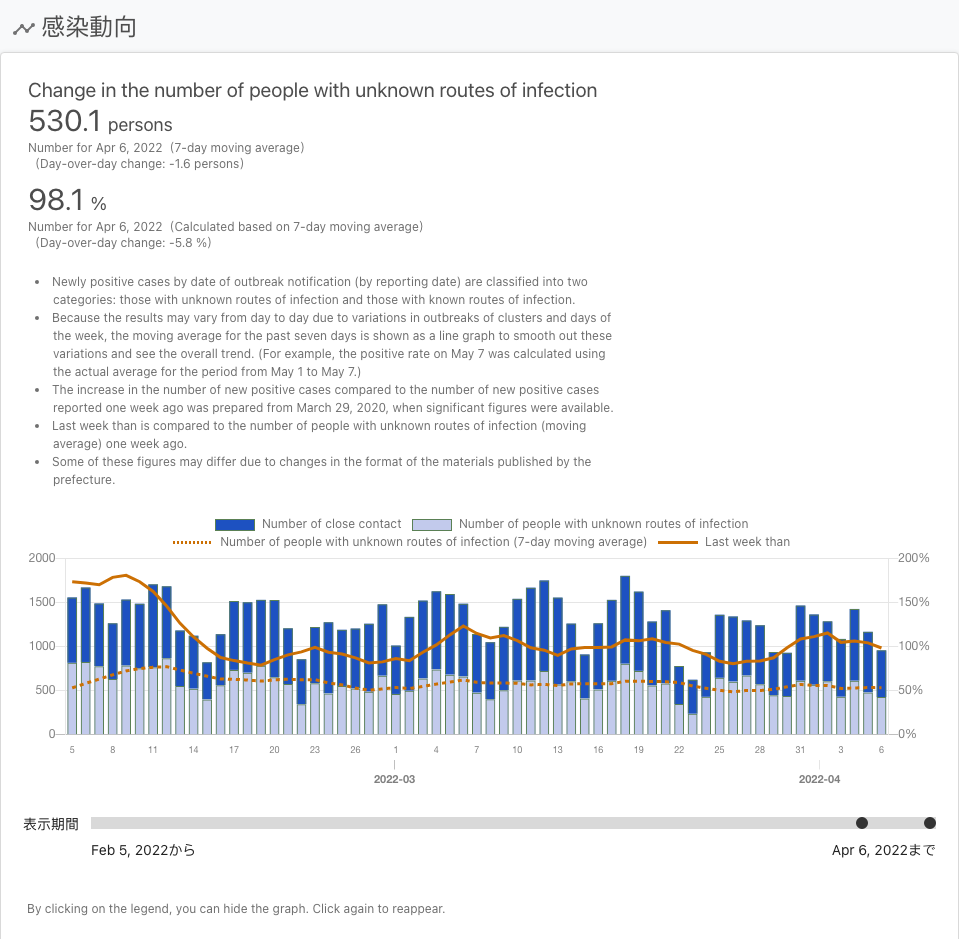 感染動向
Change in the number of people with unknown routes of infection
530.1 persons
Number for Apr 6, 2022 (7-day moving average)
(Day-over-day change: -1.6 persons)
98.1 %
Number for Apr 6, 2022 (Calculated based on 7-day moving average)
(Day-over-day change: -5.8 %)
• Newly positive cases by date of outbreak notification (by reporting date) are classified into two
categories: those with unknown routes of infection and those with known routes of infection.
• Because the results may vary from day to day due to variations in outbreaks of clusters and days of
the week, the moving average for the past seven days is shown as a line graph to smooth out these
variations and see the overall trend. (For example, the positive rate on May 7 was calculated using
the actual average for the period from May 1 to May 7.)
• The increase in the number of new positive cases compared to the number of new positive cases
reported one week ago was prepared from March 29, 2020, when significant figures were available.
• Last week than is compared to the number of people with unknown routes of infection (moving
average) one week ago.
• Some of these figures may differ due to changes in the format of the materials published by the
prefecture.
Number of close contact Number of people with unknown routes of infection
Number of people with unknown routes of infection (7-day moving average) Last week than
2000 200%
1500 150%
1000 100%
500 50%
0 0%
5 8 11 14 17 20 23 26 1 4 7 10 13 16 19 22 25 28 31 3 6
2022-03 2022-04
表示期間
Feb 5, 2022から Apr 6, 2022まで
By clicking on the legend, you can hide the graph. Click again to reappear.